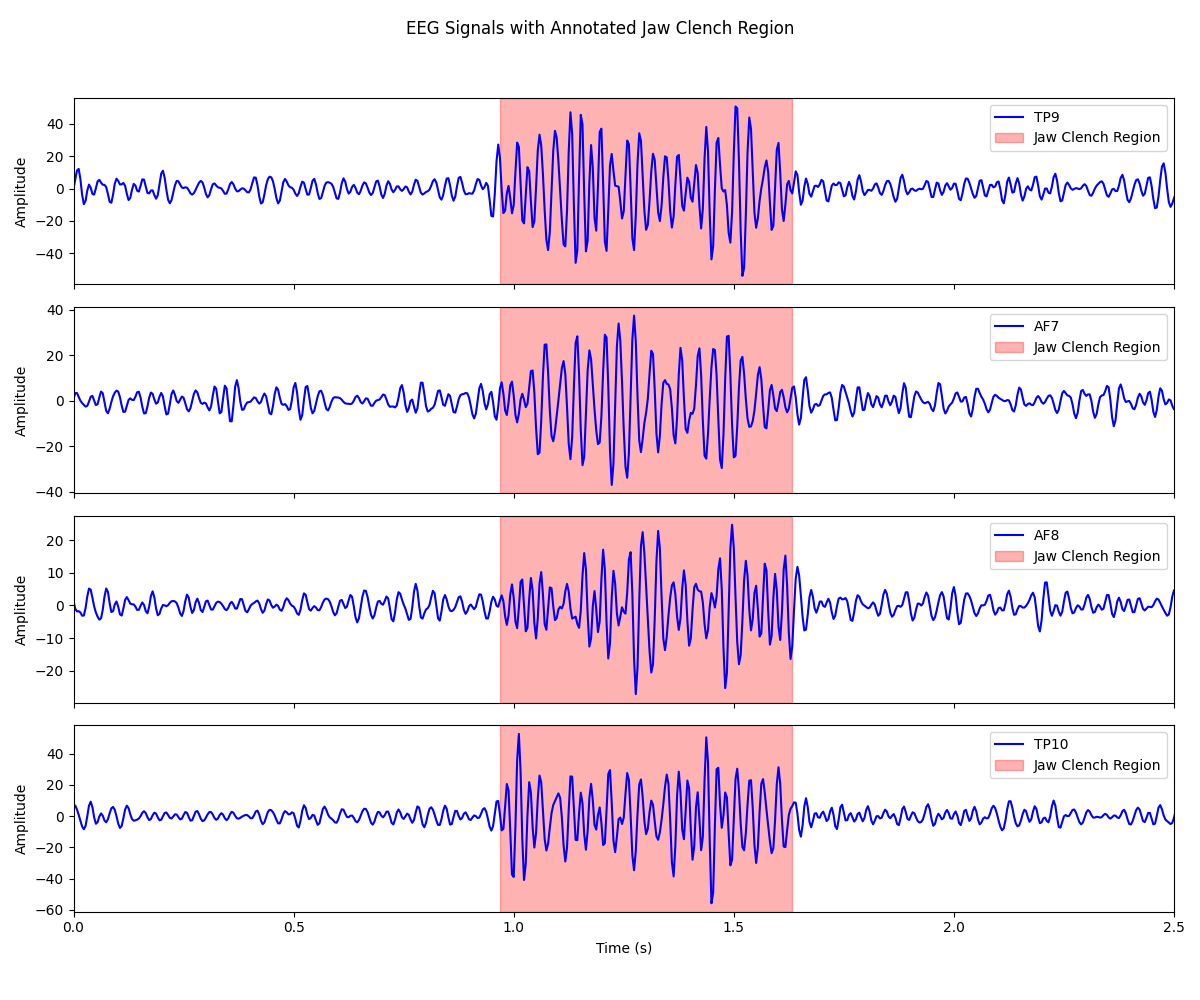 EEG Signals with Annotated Jaw Clench Region
40
20
0
−20
−40
Amplitude
TP9
Jaw Clench Region
40
20
0
−20
−40
Amplitude
AF7
Jaw Clench Region
20
10
0
−10
−20
Amplitude
AF8
Jaw Clench Region
40
20
0
−20
−40
−60
Amplitude
TP10
Jaw Clench Region
0.0 0.5 1.0 1.5 2.0 2.5
Time (s)